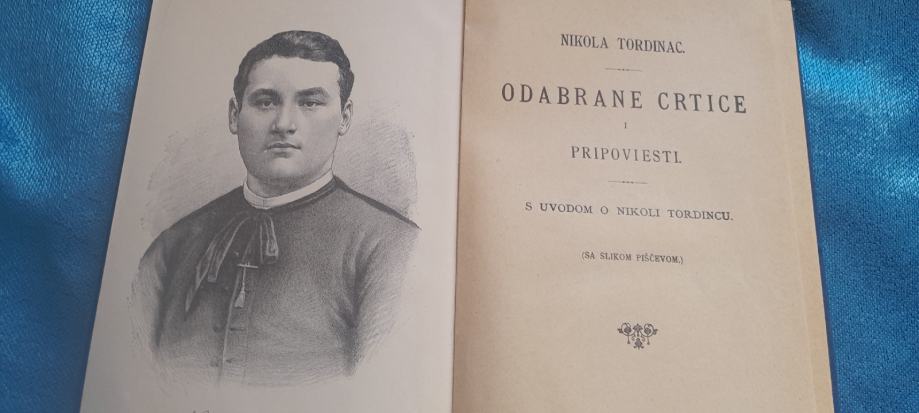 NIKOLA TORDINAC.
ODABRANE CRTICE
I
PRIPOVIESTI.
S UVODOM O NIKOLI TORDINCU.
(SA SLIKOM PIŠČEVOM.)